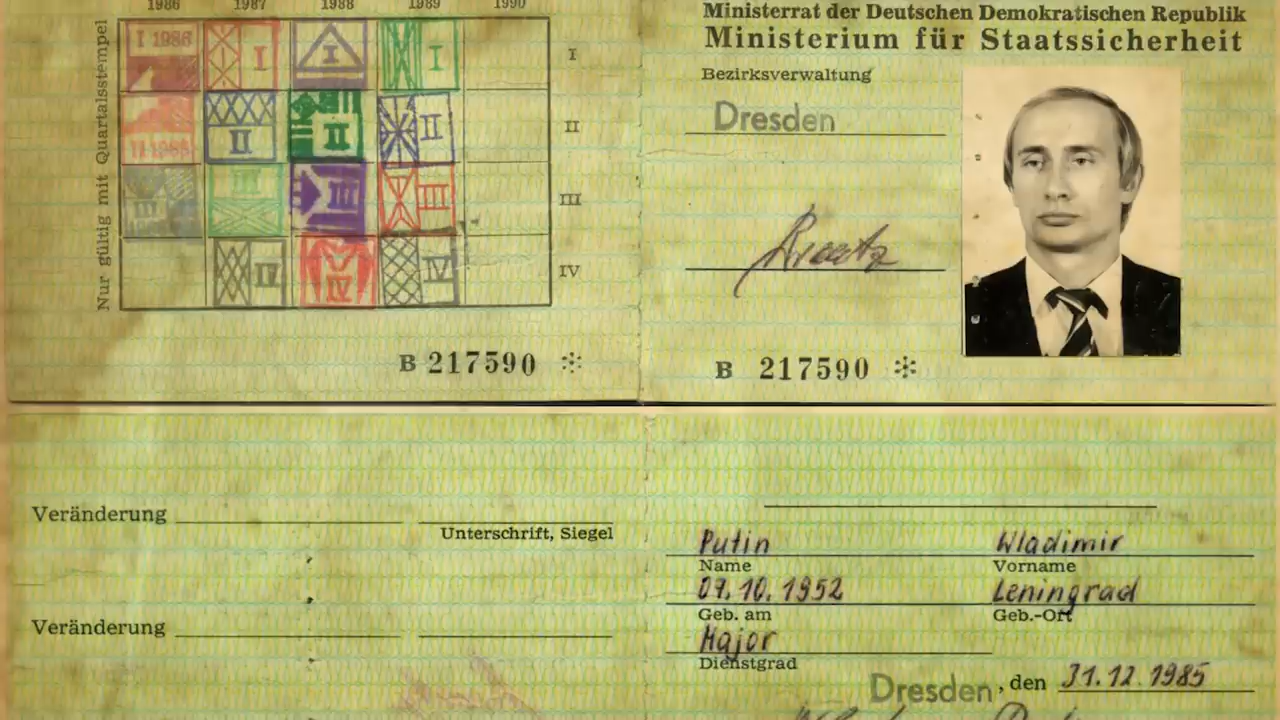 1986 1987 1988 1989 1990
Nur gültig mit Quartalsstempel
I 1986 I I I I
II 1986 II II II II
III III III III III
IV IV IV IV
B 217590
Ministerrat der Deutschen Demokratischen Republik
Ministerium für Staatssicherheit
Bezirksverwaltung
Dresden
B 217590
Veränderung
Unterschrift, Siegel
Veränderung
Putin Wladimir
Name Vorname
07.10.1952 Leningrad
Geb. am Geb.-Ort
Major
Dienstgrad
Dresden, den 31.12.1985